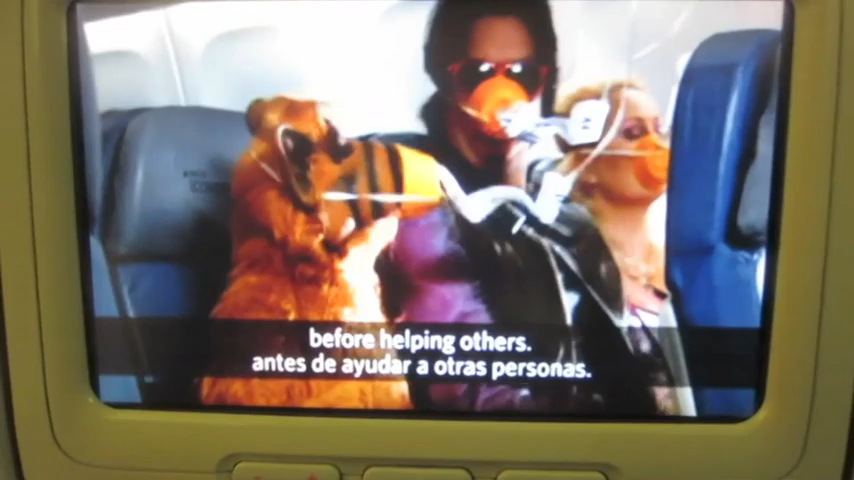 before helping others.
antes de ayudar a otras personas.